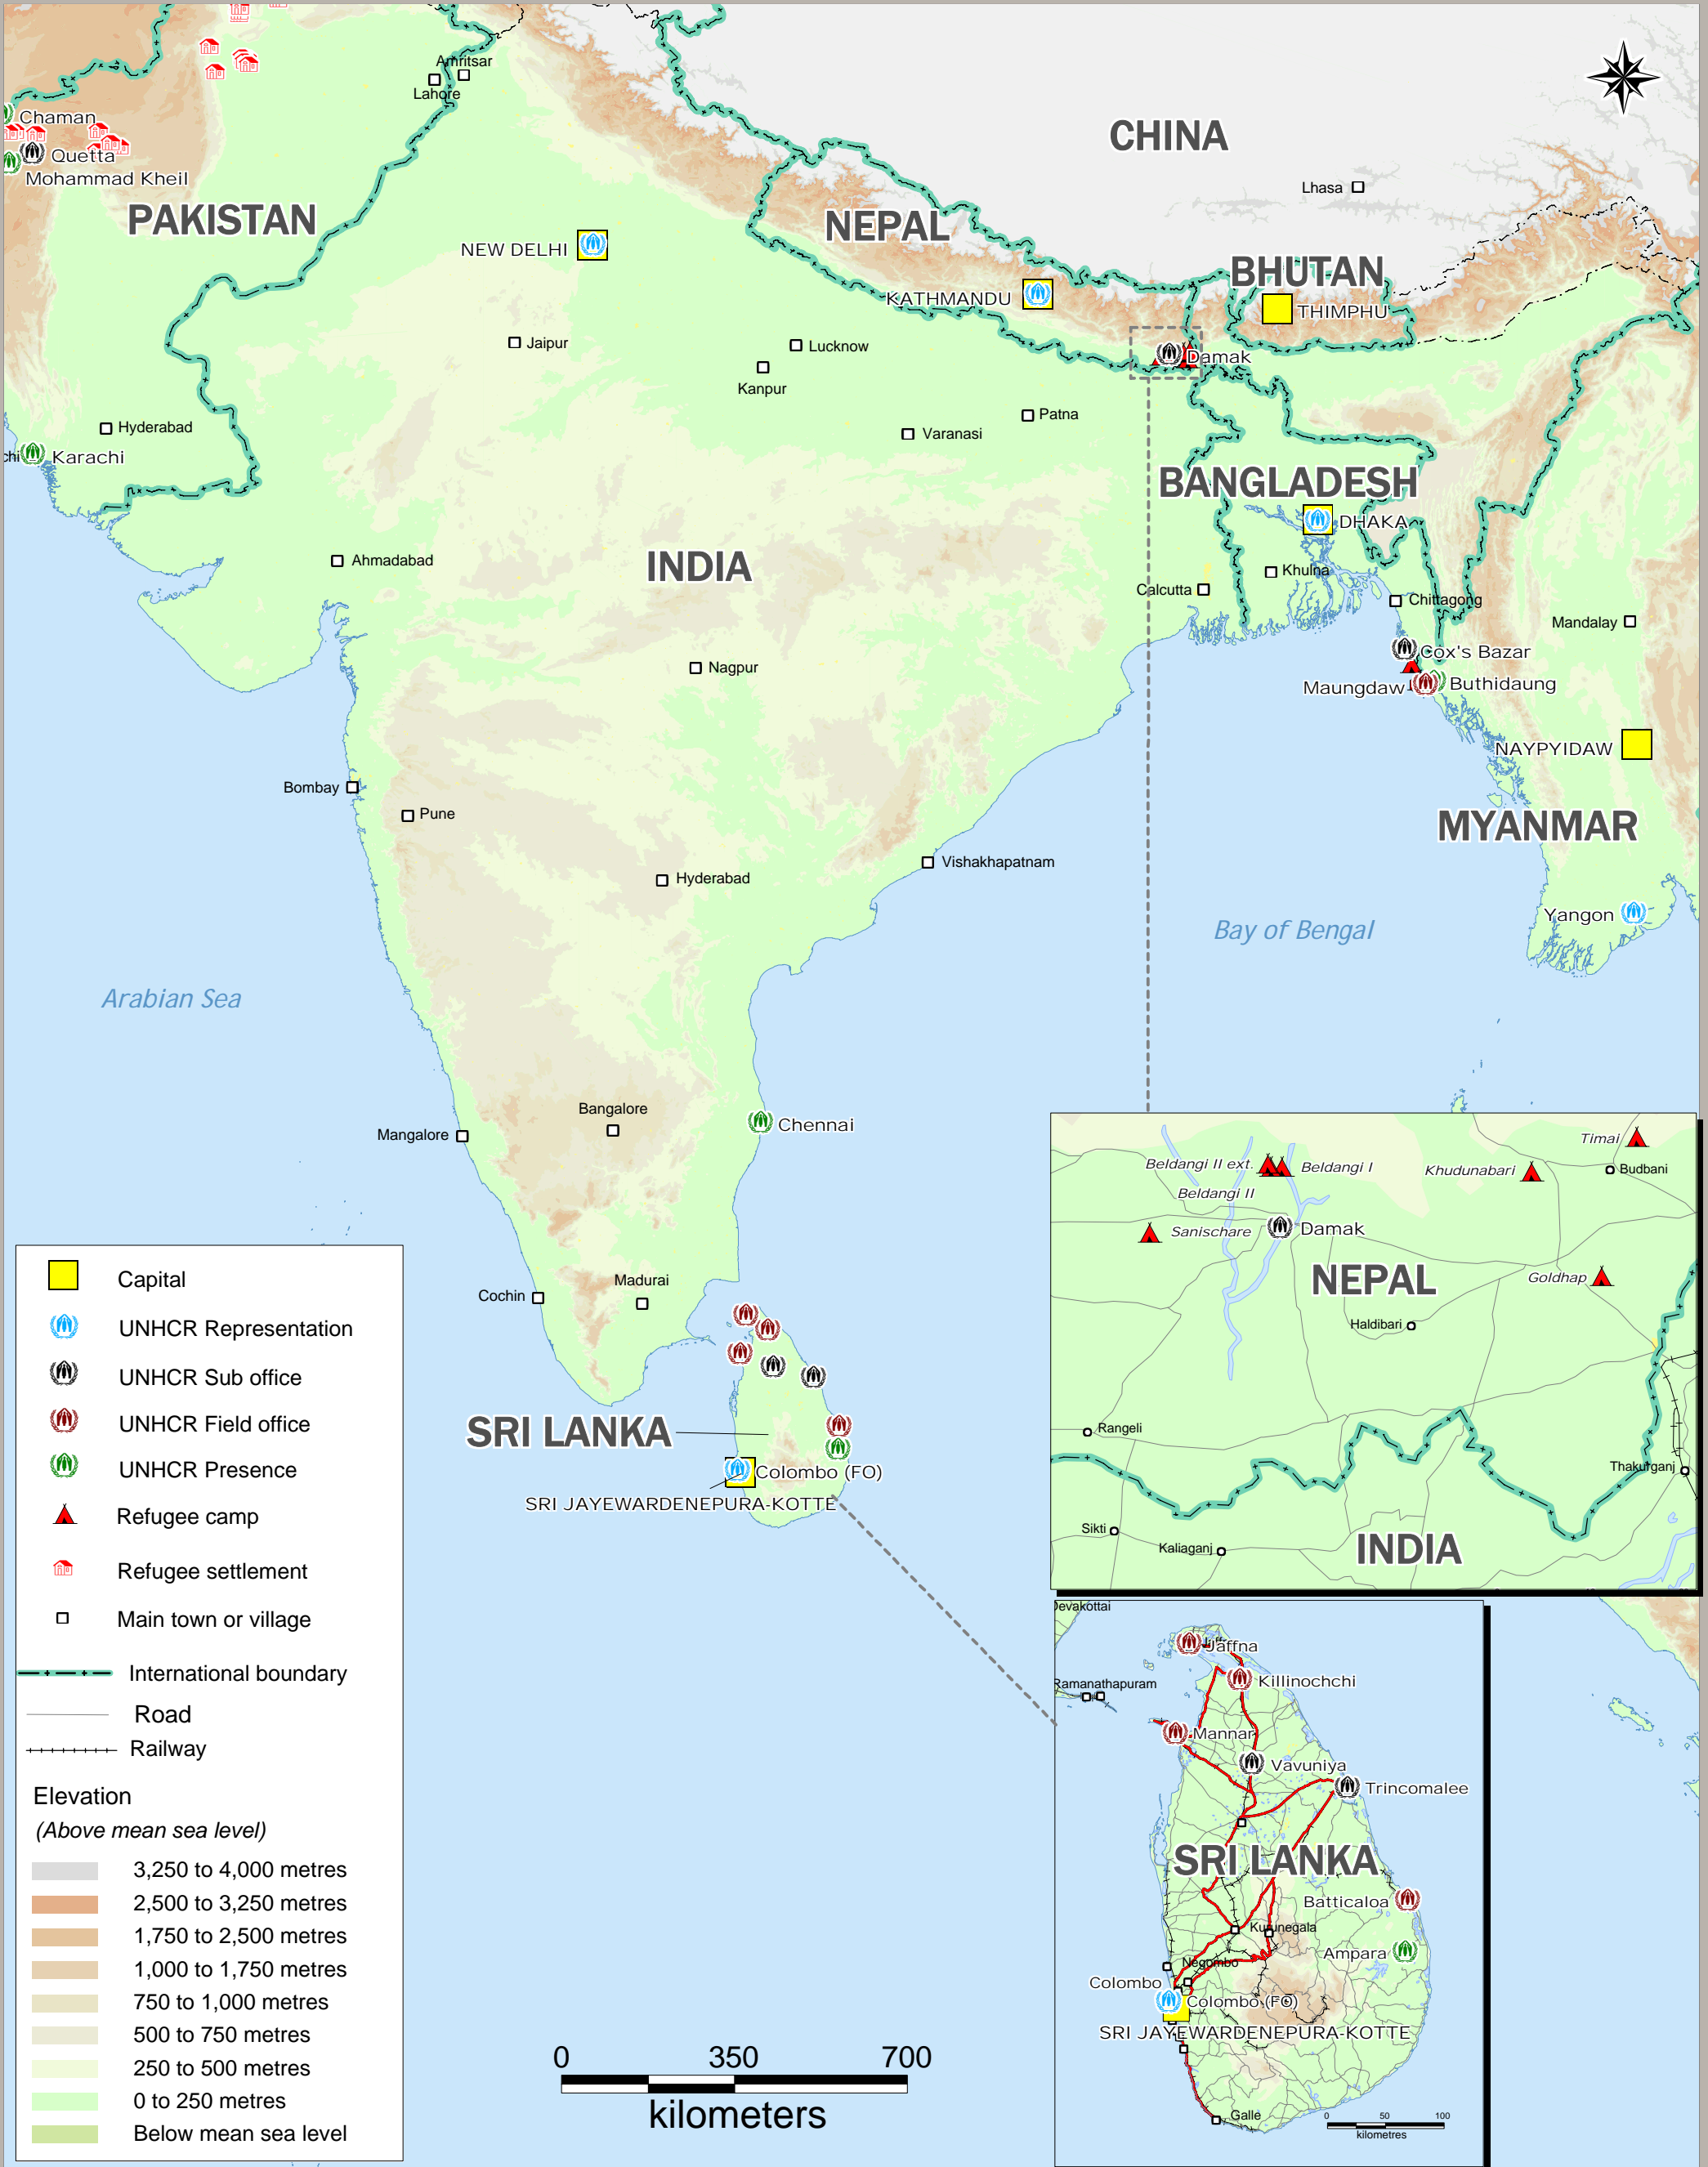 Amritsar
Lahore
Chaman
Quetta
Mohammad Kheil
PAKISTAN
CHINA
Lhasa
NEPAL
NEW DELHI
BHUTAN
KATHMANDU
THIMPHU
Jaipur
Lucknow
Damak
Kanpur
Patna
Hyderabad
Varanasi
chi
Karachi
BANGLADESH
DHAKA
Ahmadabad
INDIA
Khulna
Calcutta
Chittagong
Mandalay
Cox's Bazar
Nagpur
Maungdaw
Buthidaung
NAYPYIDAW
Bombay
Pune
MYANMAR
Vishakhapatnam
Hyderabad
Yangon
Bay of Bengal
Arabian Sea
Bangalore
Chennai
Mangalore
Cochin
Madurai
SRI LANKA
Colombo (FO)
SRI JAYEWARDENEPURA-KOTTE
Timai
Beldangi II ext.
Beldangi I
Khudunabari
Budbani
Beldangi II
Sanischare
Damak
NEPAL
Goldhap
Haldibari
Rangeli
Thakurganj
Sikti
Kaliaganj
INDIA
Devakottai
Jaffna
Ramanathapuram
Killinochchi
Mannar
Vavuniya
Trincomalee
SRI LANKA
Batticaloa
Kurunegala
Ampara
Negombo
Colombo
Colombo (FO)
SRI JAYEWARDENEPURA-KOTTE
Galle
0 50 100
kilometres
Capital
UNHCR Representation
UNHCR Sub office
UNHCR Field office
UNHCR Presence
Refugee camp
Refugee settlement
Main town or village
International boundary
Road
Railway
Elevation
(Above mean sea level)
3,250 to 4,000 metres
2,500 to 3,250 metres
1,750 to 2,500 metres
1,000 to 1,750 metres
750 to 1,000 metres
500 to 750 metres
250 to 500 metres
0 to 250 metres
Below mean sea level
0 350 700
kilometers